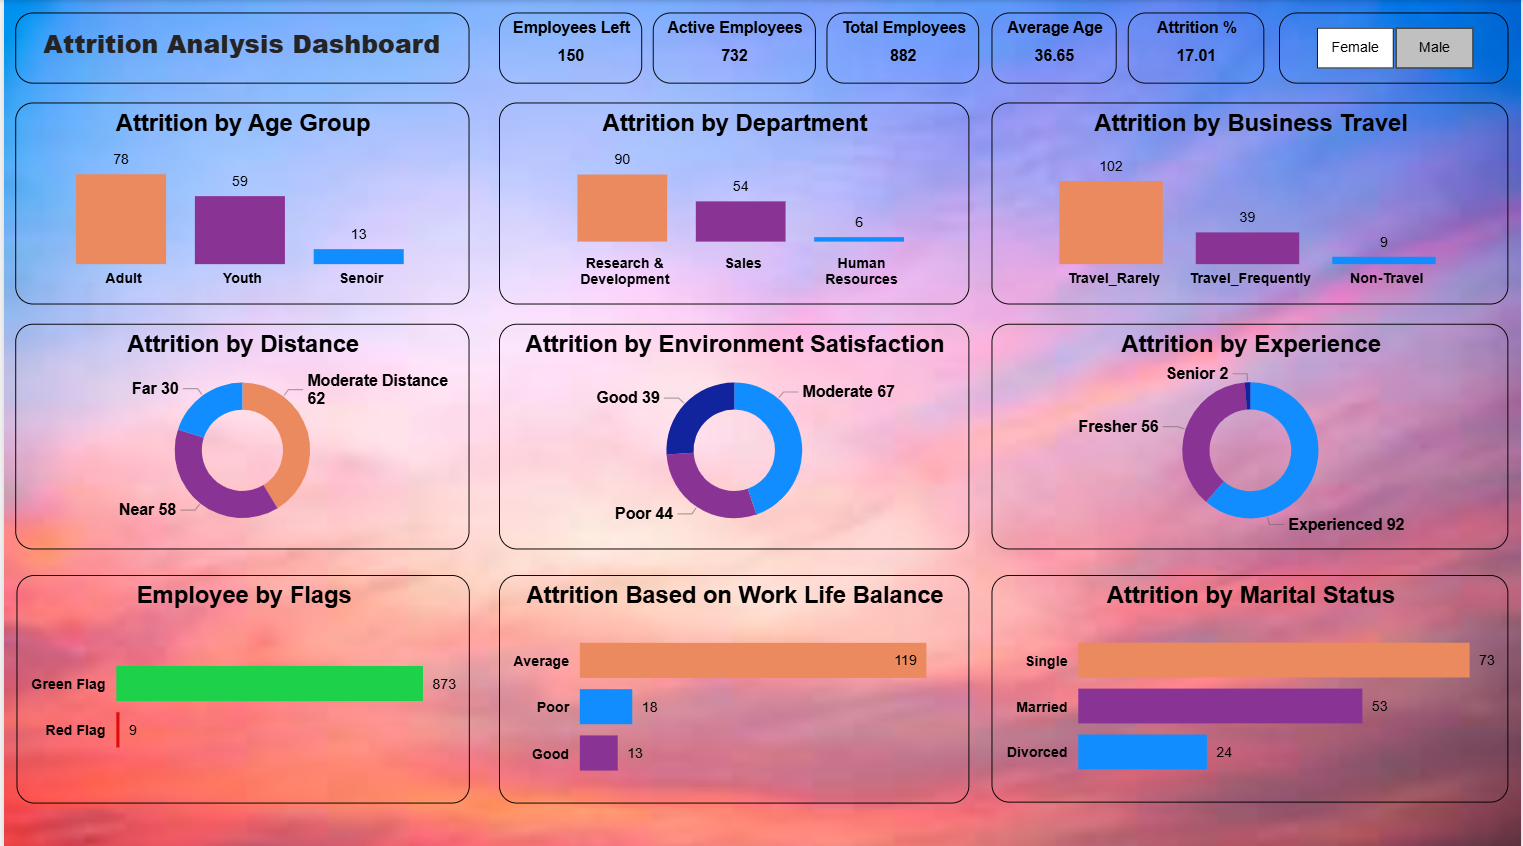 Attrition Analysis Dashboard
Employees Left
150
Active Employees
732
Total Employees
882
Average Age
36.65
Attrition %
17.01
Female
Male
Attrition by Age Group
78
59
13
Adult
Youth
Senoir
Attrition by Department
90
54
6
Research &
Development
Sales
Human
Resources
Attrition by Business Travel
102
39
9
Travel_Rarely
Travel_Frequently
Non-Travel
Attrition by Distance
Far 30
Moderate Distance
62
Near 58
Attrition by Environment Satisfaction
Good 39
Moderate 67
Poor 44
Attrition by Experience
Senior 2
Fresher 56
Experienced 92
Employee by Flags
Green Flag 873
Red Flag 9
Attrition Based on Work Life Balance
Average 119
Poor 18
Good 13
Attrition by Marital Status
Single 73
Married 53
Divorced 24